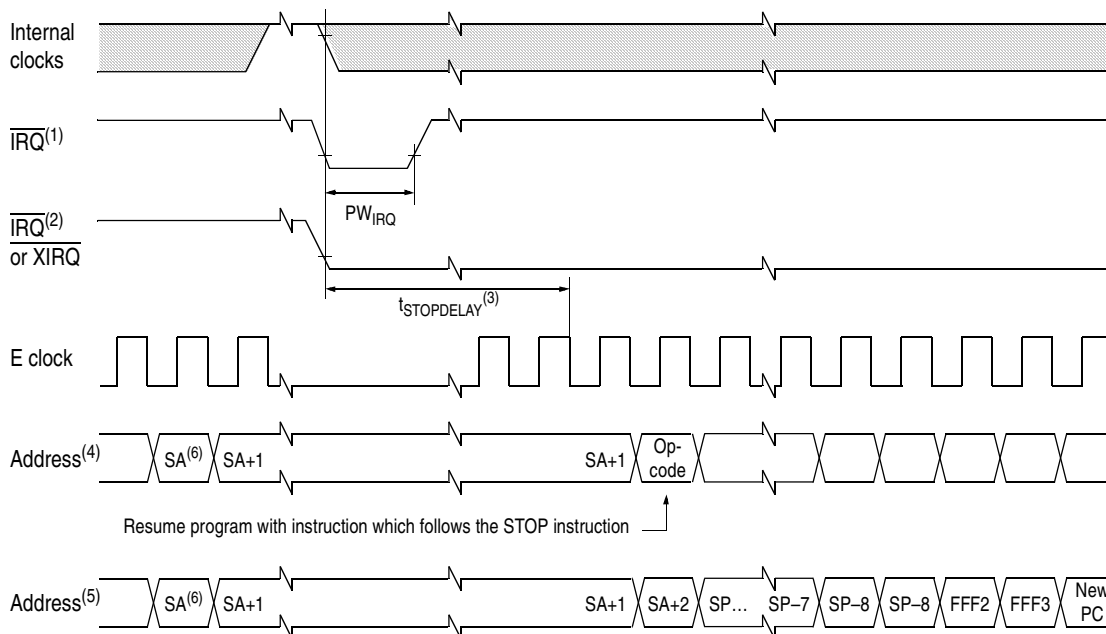 Internal
clocks
IRQ(1)
PWIRQ
IRQ(2)
or XIRQ
tSTOPDELAY(3)
E clock
Address(4) SA(6) SA+1 SA+1 Op-
code
Resume program with instruction which follows the STOP instruction
Address(5) SA(6) SA+1 SA+1 SA+2 SP… SP–7 SP–8 SP–8 FFF2 FFF3 New
PC